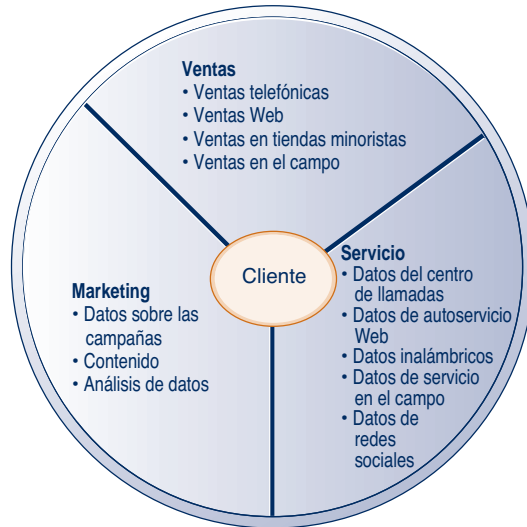 Ventas
• Ventas telefónicas
• Ventas Web
• Ventas en tiendas minoristas
• Ventas en el campo
Cliente
Marketing
• Datos sobre las
campañas
• Contenido
• Análisis de datos
Servicio
• Datos del centro
de llamadas
• Datos de autoservicio
Web
• Datos inalámbricos
• Datos de servicio
en el campo
• Datos de
redes
sociales